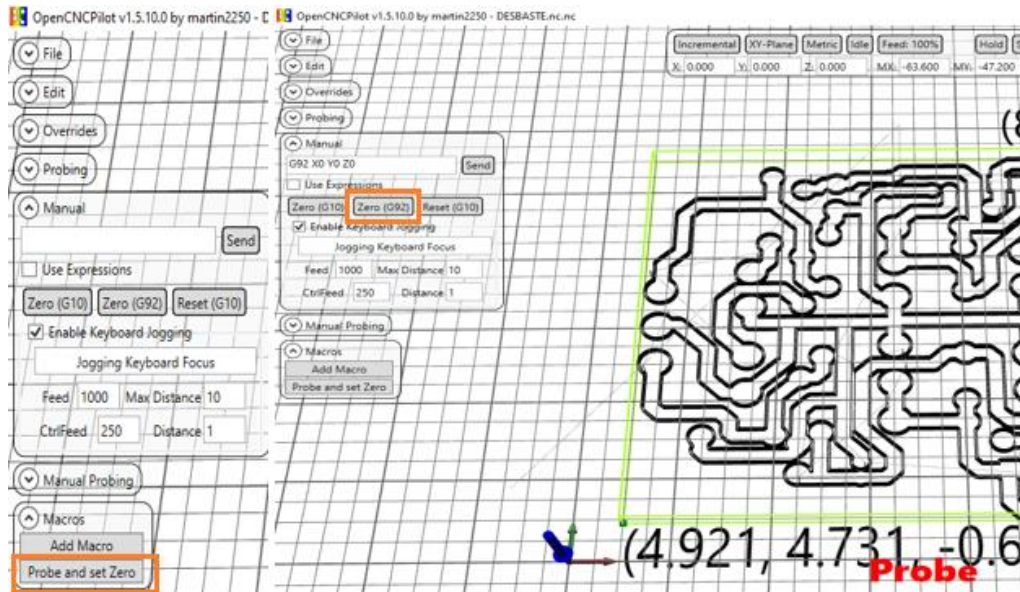 OpenCNCPilot v1.5.10.0 by martin2250 - D
File
Edit
Overrides
Probing
Manual
Send
Use Expressions
Zero (G10) Zero (G92) Reset (G10)
Enable Keyboard Jogging
Jogging Keyboard Focus
Feed 1000 Max Distance 10
CtrlFeed 250 Distance 1
Manual Probing
Macros
Add Macro
Probe and set Zero
OpenCNCPilot v1.5.10.0 by martin2250 - DESBASTE.nc.nc
File
Edit
Overrides
Probing
Manual
G92 X0 Y0 Z0 Send
Use Expressions
Zero (G10) Zero (G92) Reset (G10)
Enable Keyboard Jogging
Jogging Keyboard Focus
Feed 1000 Max Distance 10
CtrlFeed 250 Distance 1
Manual Probing
Macros
Add Macro
Probe and set Zero
Incremental XY-Plane Metric Idle Feed: 100% Hold
X: 0.000 Y: 0.000 Z: 0.000 MX: -63.600 MY: -47.200
(4.921, 4.731, -0.6
Probe